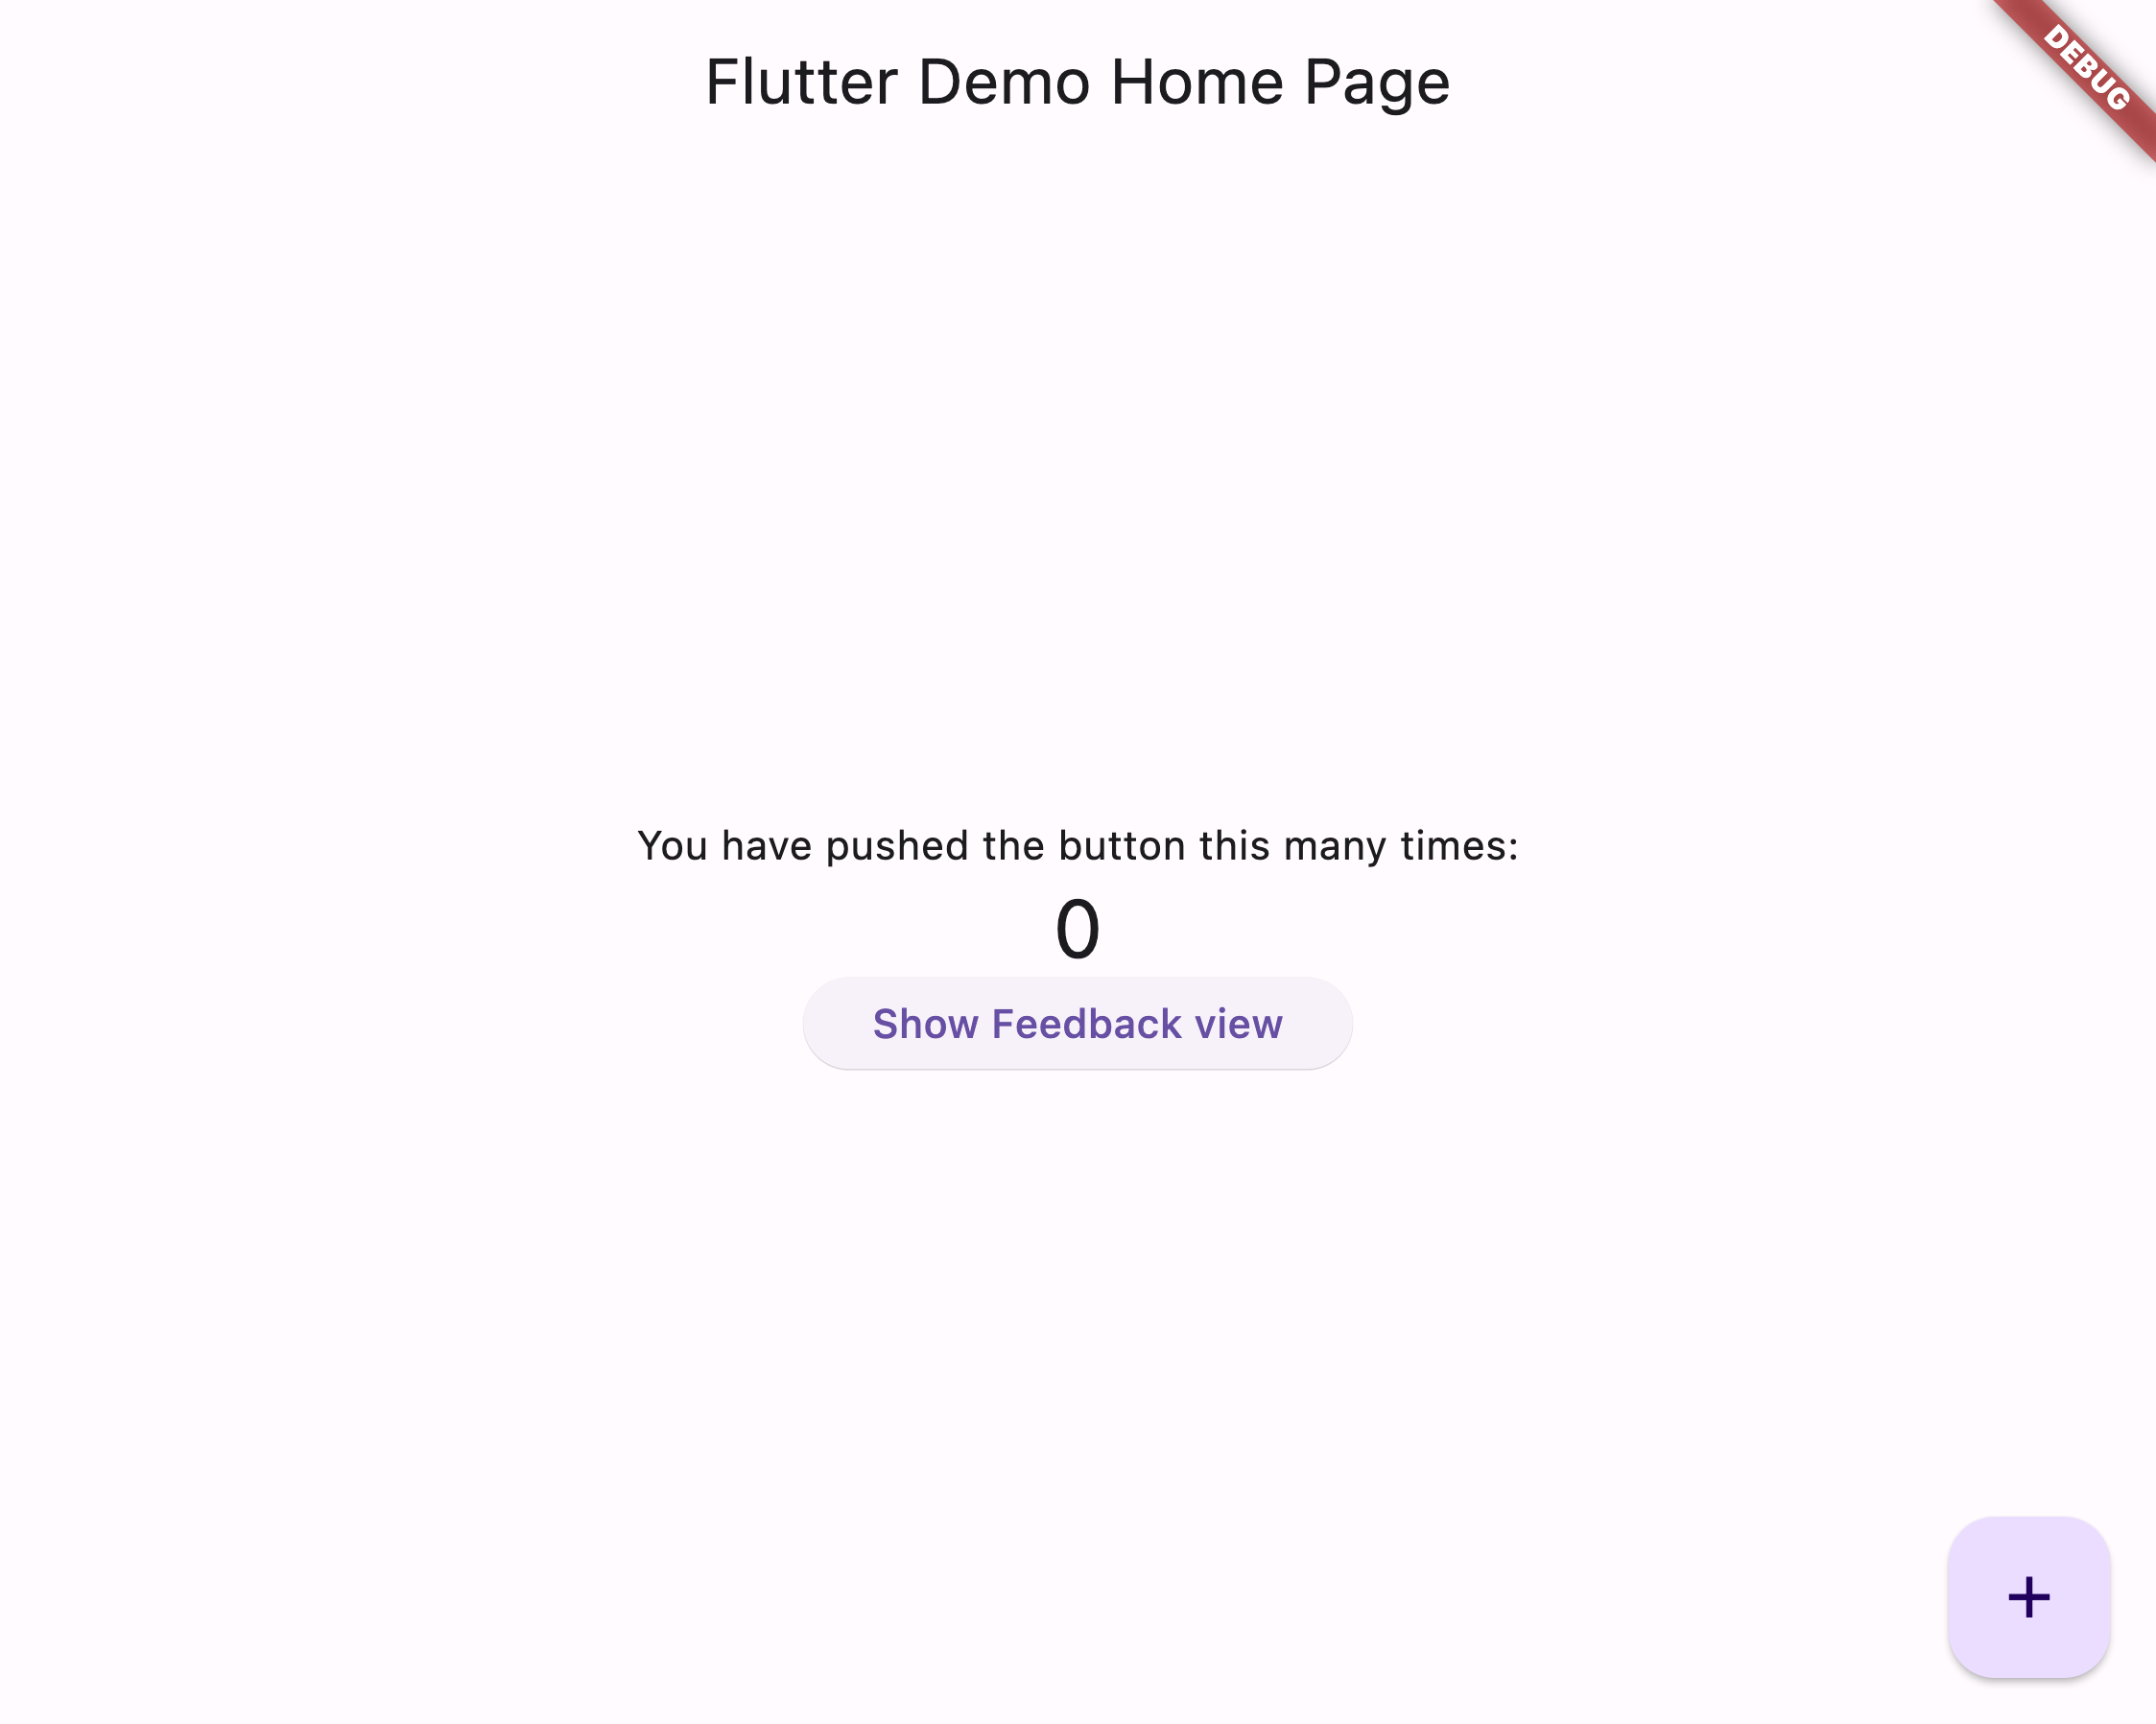 Flutter Demo Home Page
DEBUG
You have pushed the button this many times:
0
Show Feedback view
+